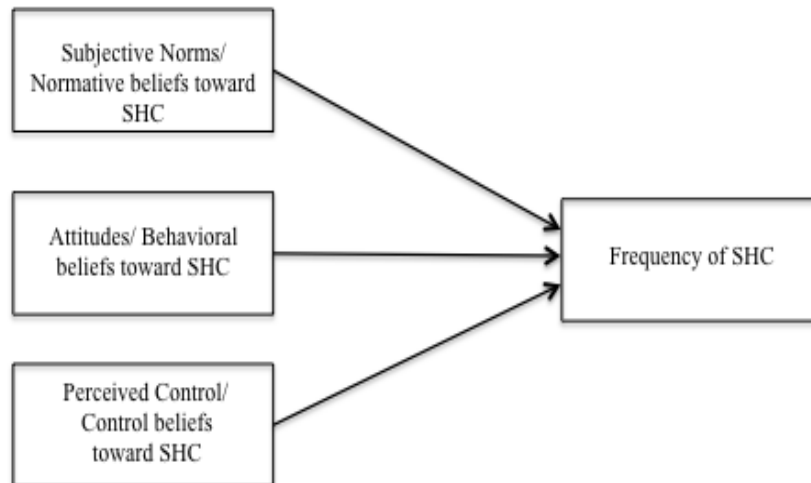 Subjective Norms/
Normative beliefs toward
SHC
Attitudes/ Behavioral
beliefs toward SHC
Frequency of SHC
Perceived Control/
Control beliefs
toward SHC